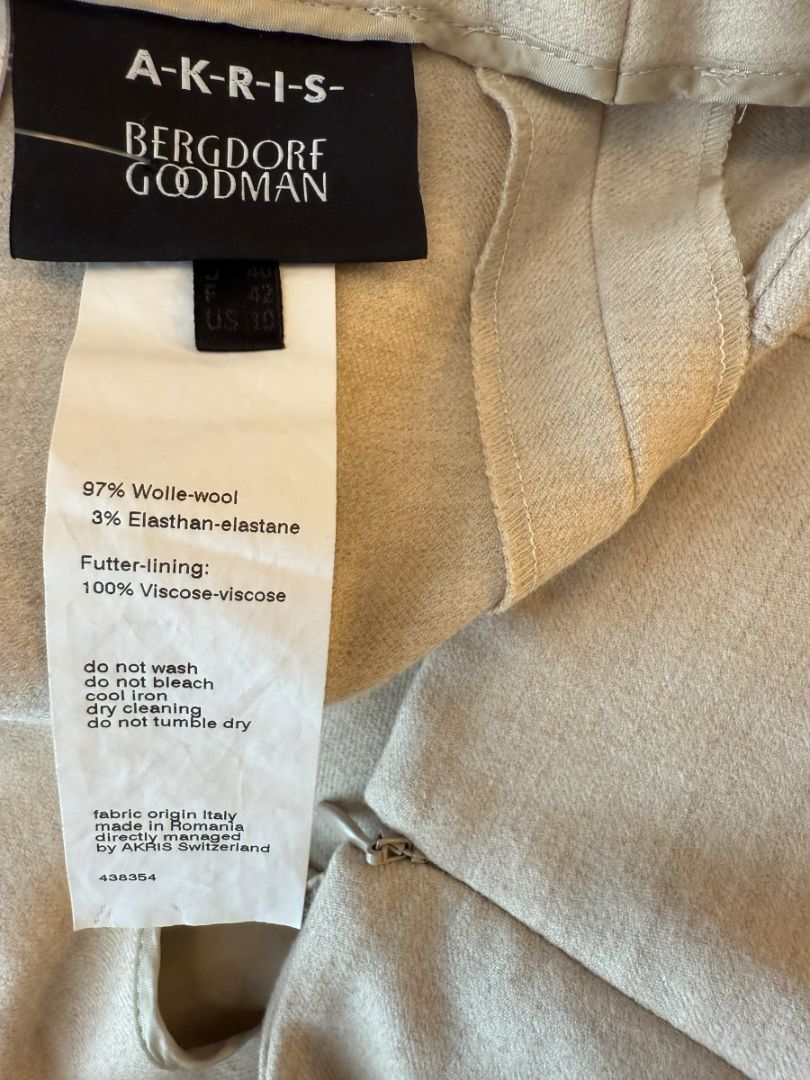 A-K-R-I-S-
BERGDORF
GOODMAN
F 42
US 10
97% Wolle-wool
3% Elasthan-elastane
Futter-lining:
100% Viscose-viscose
do not wash
do not bleach
cool iron
dry cleaning
do not tumble dry
fabric origin Italy
made in Romania
directly managed
by AKRIS Switzerland
438354